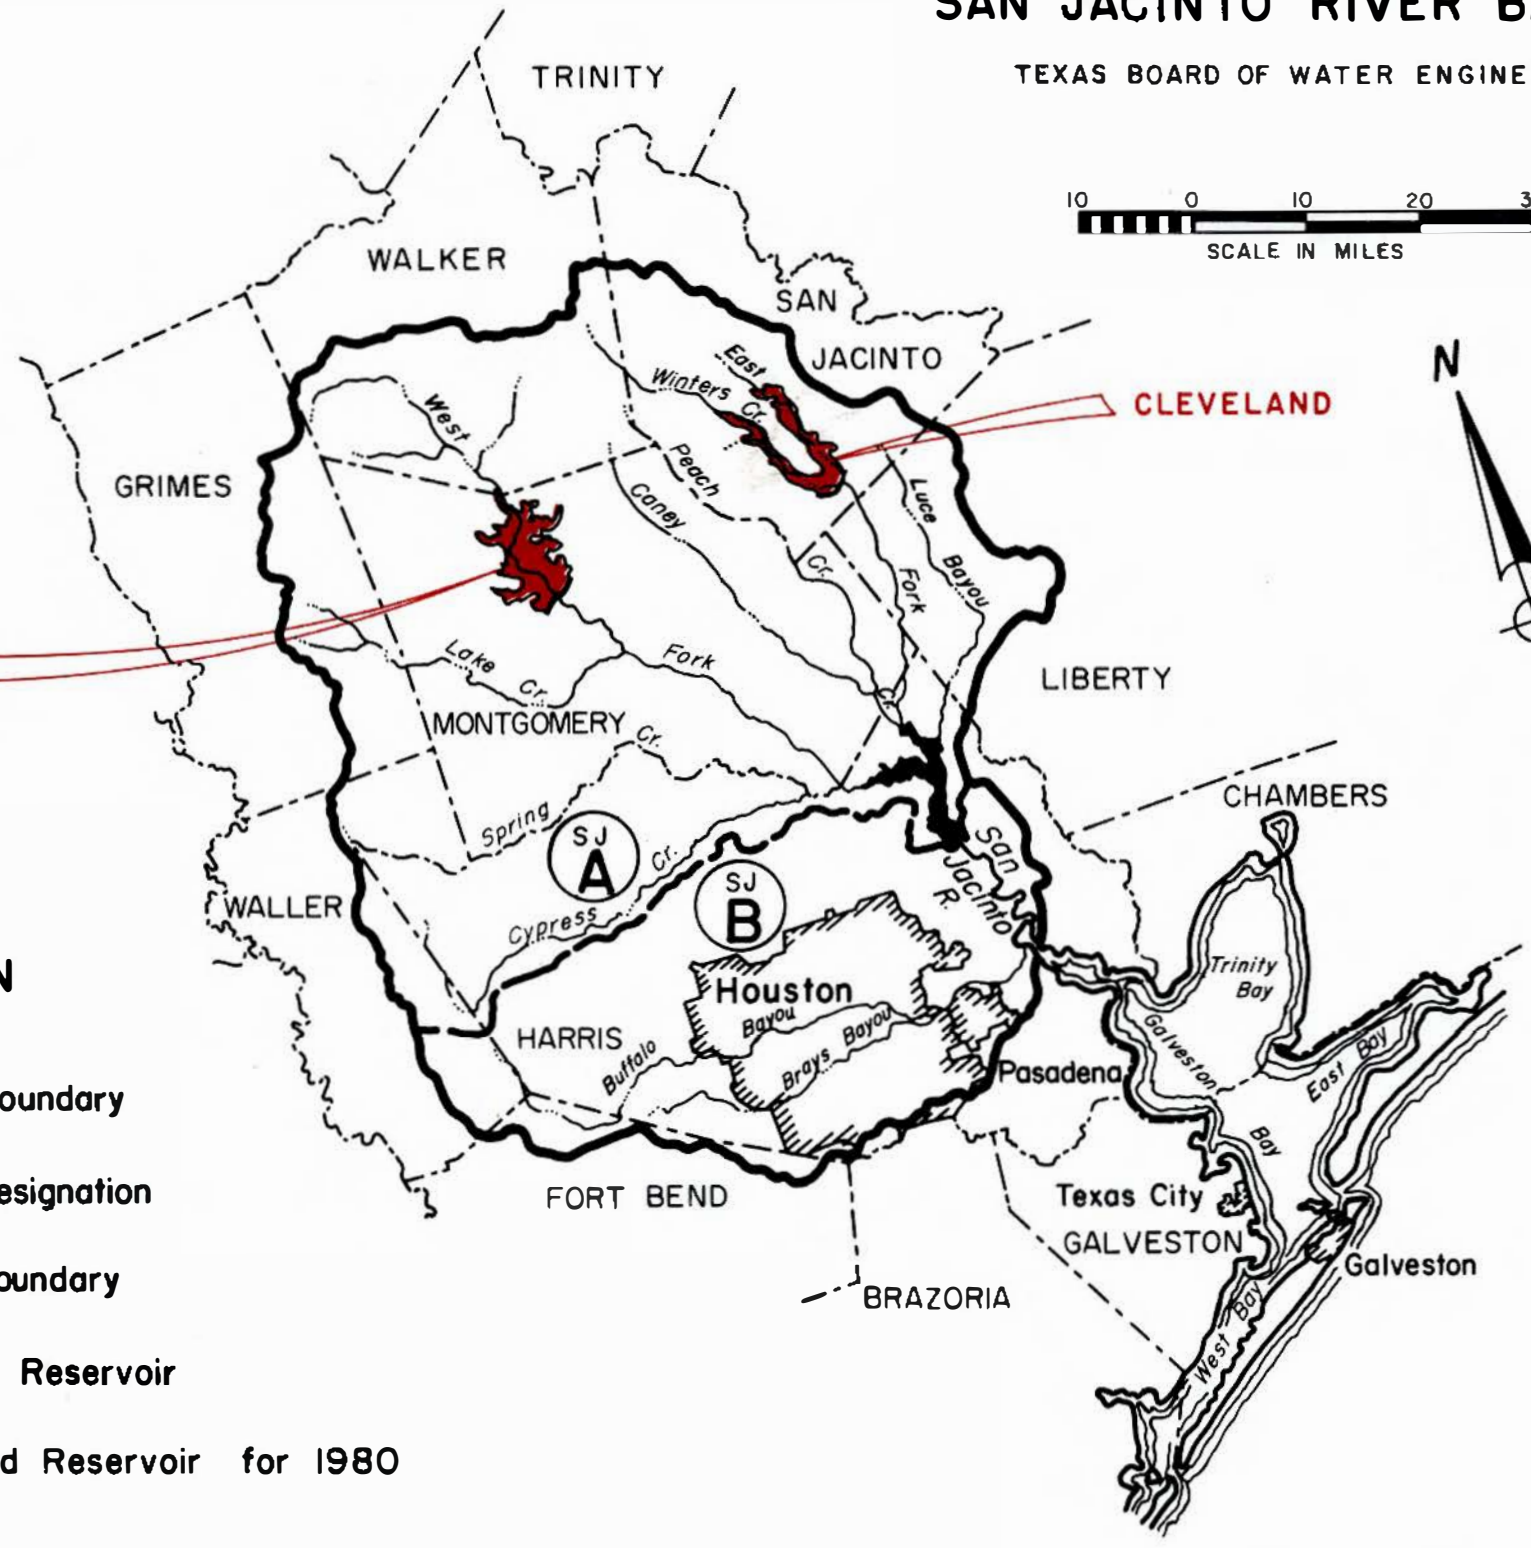 SAN JACINTO RIVER B
TEXAS BOARD OF WATER ENGINE
TRINITY
10 0 10 20 3
SCALE IN MILES
WALKER
SAN
JACINTO
N
East
Winters Cr.
CLEVELAND
West
Peach
Cr.
GRIMES
Caney
Cr.
Luce
Bayou
Fork
Lake
Cr.
Fork
LIBERTY
MONTGOMERY
Spring
Cr.
CHAMBERS
SJ
A
SJ
B
San
Jacinto
R.
WALLER
Cypress
Cr.
N
Houston
Trinity
Bay
HARRIS
Buffalo
Bayou
Brays Bayou
Galveston
Bay
East Bay
Pasadena
oundary
esignation
FORT BEND
Texas City
GALVESTON
Galveston
oundary
BRAZORIA
West Bay
Reservoir
d Reservoir for 1980